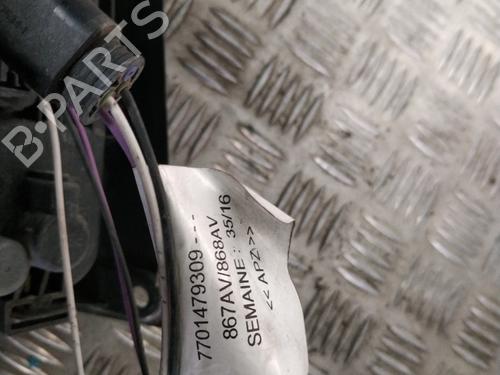 B-PARTS
7701479309---
867AV/868AV
SEMAINE : 35/16
<< APZ >>